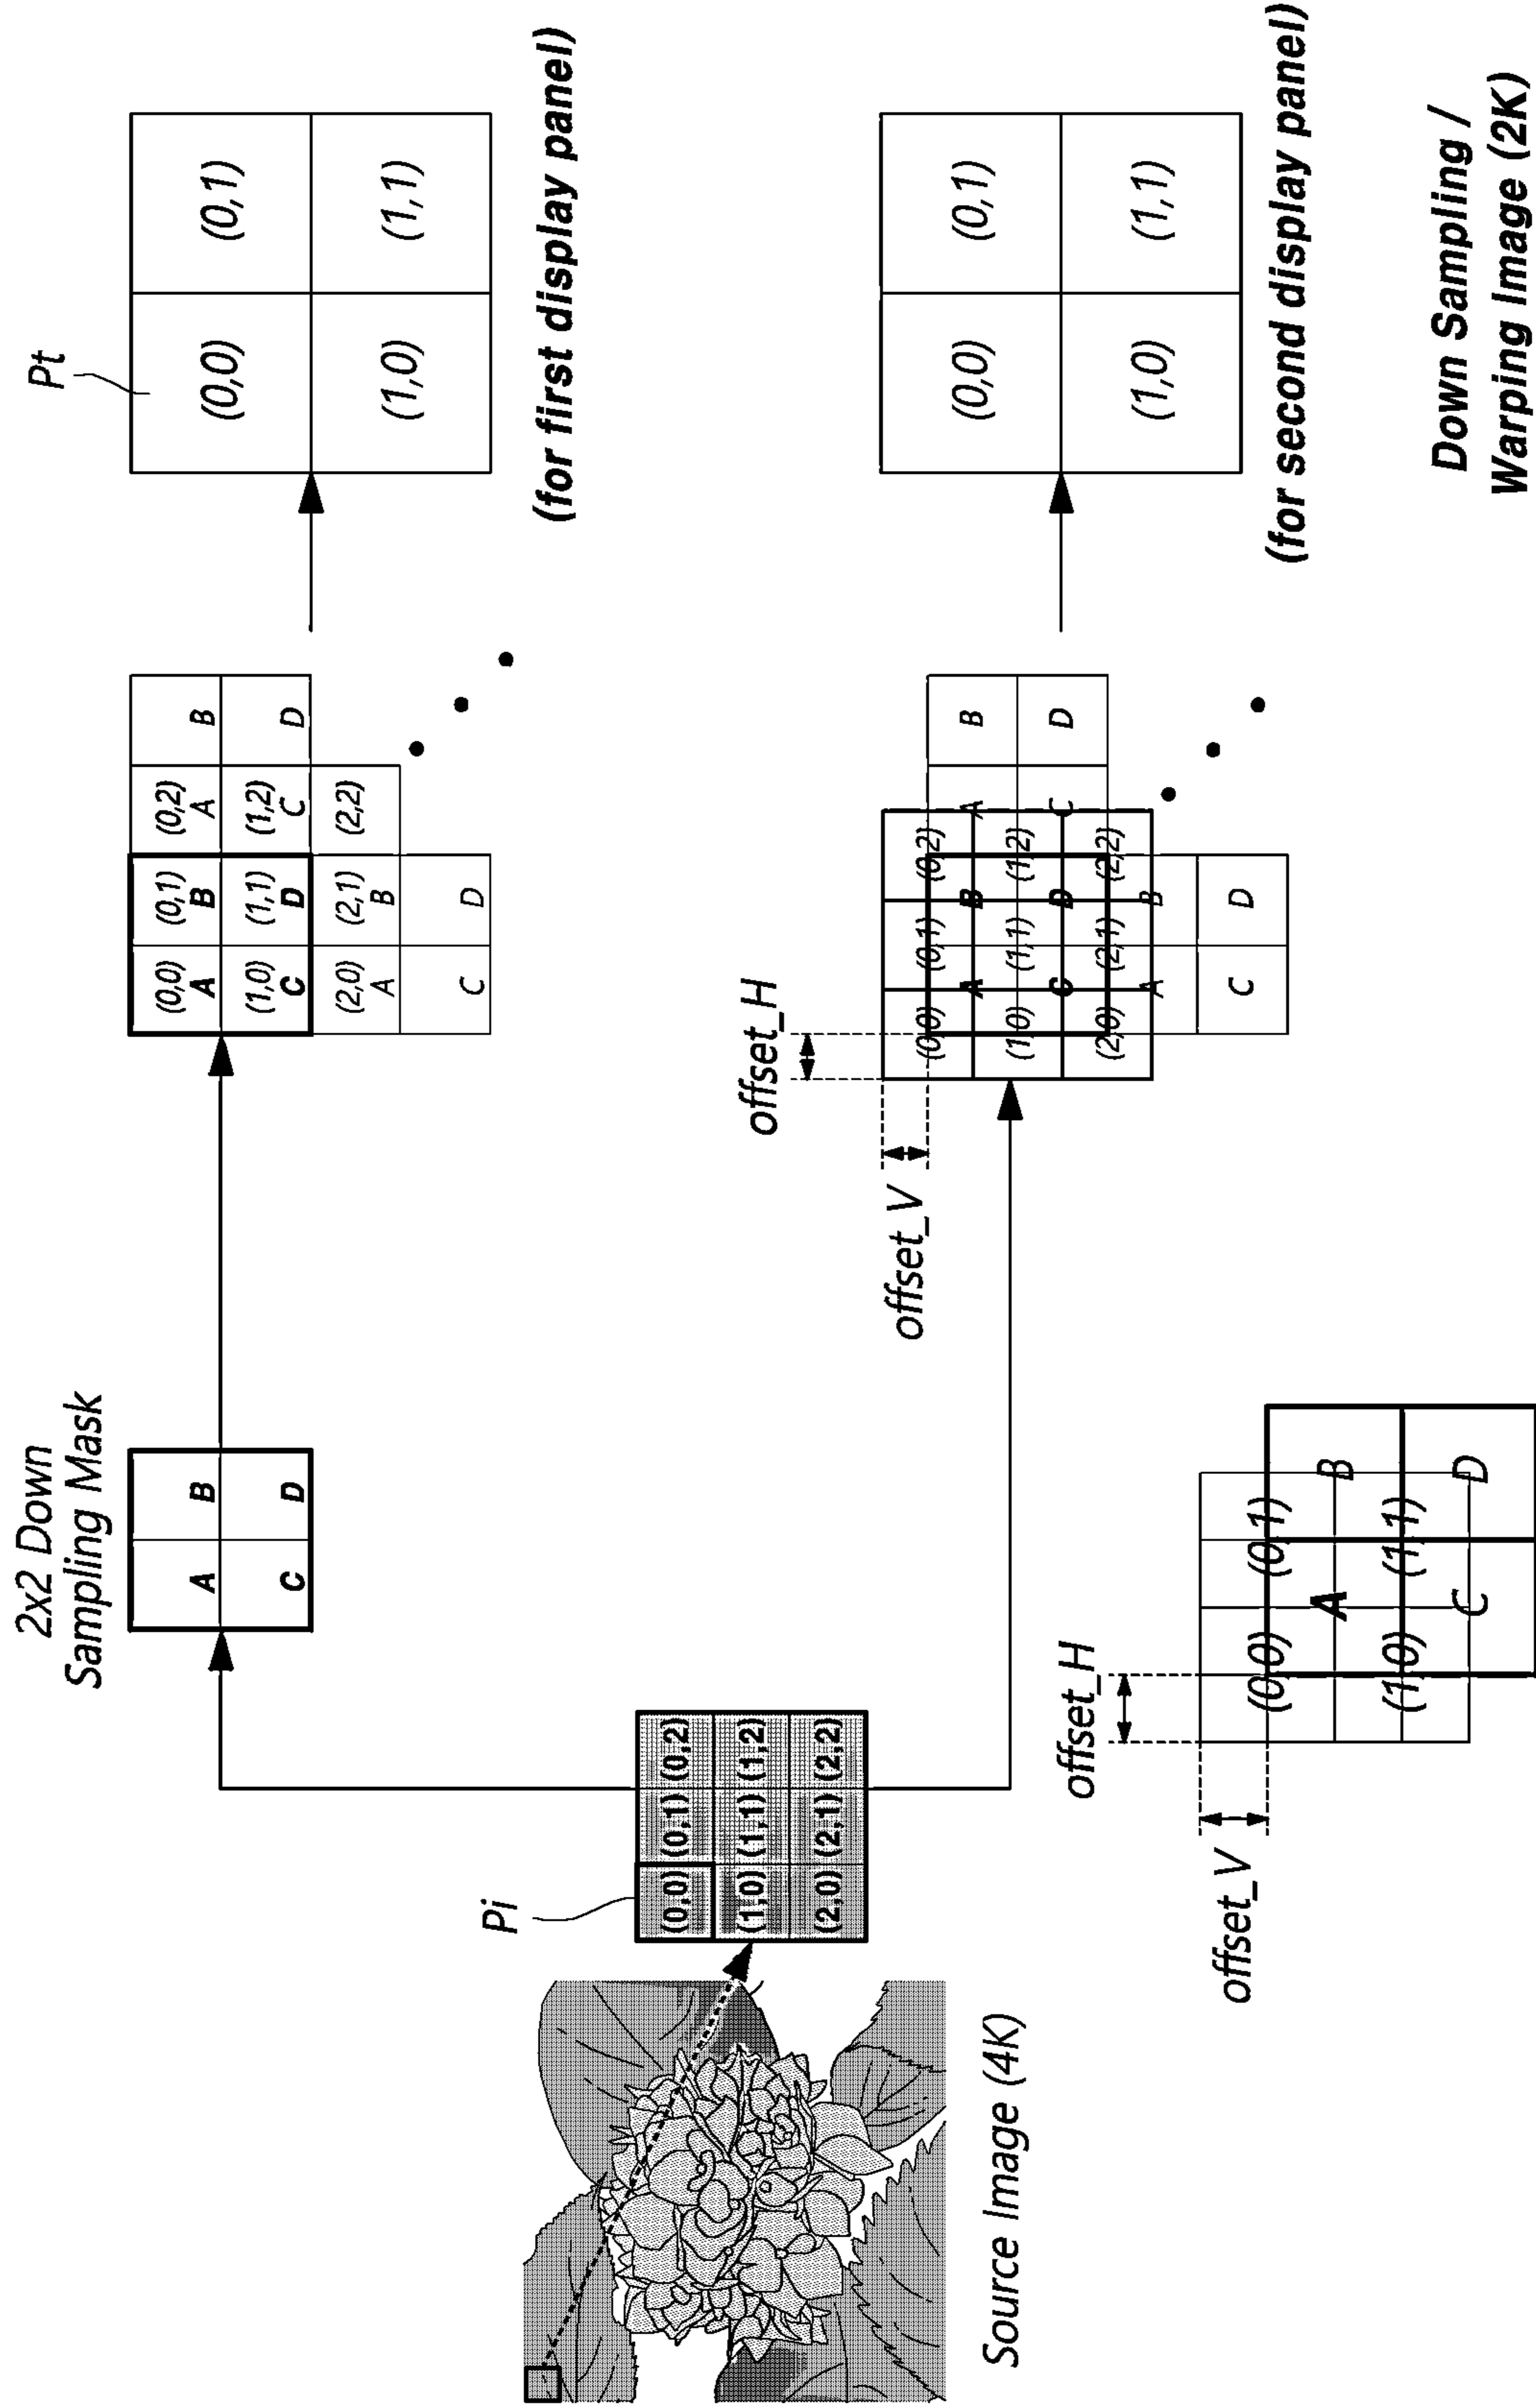 2x2 Down
Sampling Mask
A B
C D
(0,0) (0,1) (0,2)
A B A B
(1,0) (1,1) (1,2)
C D C D
(2,0) (2,1) (2,2)
A B
C D
Pt
(0,0) (0,1)
(1,0) (1,1)
(for first display panel)
Pi
(0,0) (0,1) (0,2)
(1,0) (1,1) (1,2)
(2,0) (2,1) (2,2)
Source Image (4K)
offset_H
offset_V
(0,0) (0,1) (0,2)
A B A B
(1,0) (1,1) (1,2)
C D C D
(2,0) (2,1) (2,2)
A B
C D
(0,0) (0,1)
(1,0) (1,1)
(for second display panel)
offset_H
offset_V
(0,0) (0,1)
A B
(1,0) (1,1)
C D
Down Sampling /
Warping Image (2K)